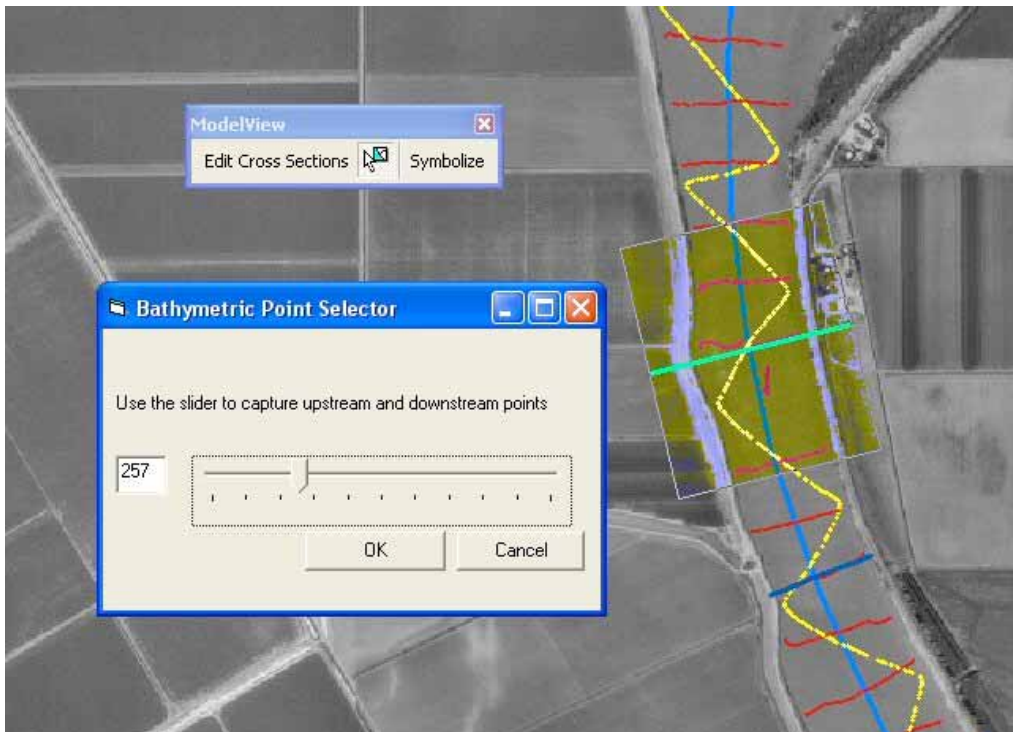 ModelView
Edit Cross Sections Symbolize
Bathymetric Point Selector
Use the slider to capture upstream and downstream points
257
OK Cancel